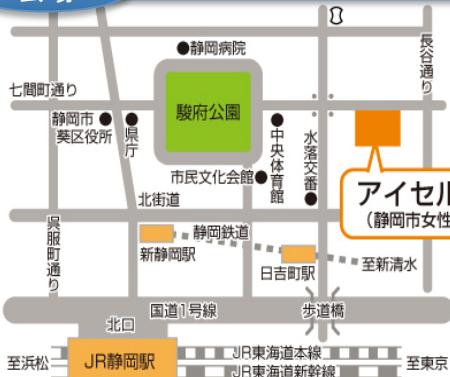 静岡病院
長谷通り
七間町通り
駿府公園
静岡市
葵区役所
県庁
中央体育館
水落交番
市民文化会館
アイセル
(静岡市女性
北街道
呉服町通り
静岡鉄道
新静岡駅
日吉町駅
至新清水
国道1号線
歩道橋
北口
至浜松
JR静岡駅
JR東海道本線
JR東海道新幹線
至東京